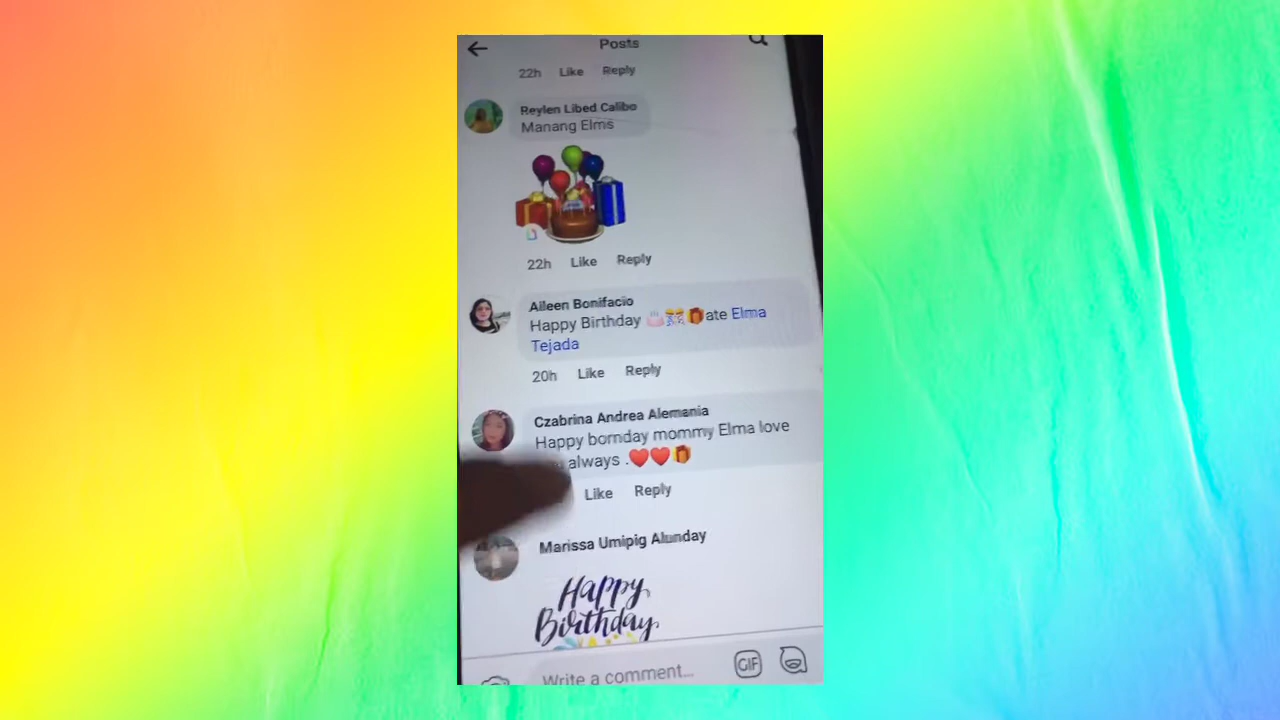 Posts
22h Like Reply
Reylen Libed Calibo
Manang Elms
22h Like Reply
Aileen Bonifacio
Happy Birthday ate Elma
Tejada
20h Like Reply
Czabrina Andrea Alemania
Happy bornday mommy Elma love
always .
Like Reply
Marissa Umipig Alunday
Happy
Birthday
Write a comment...
GIF